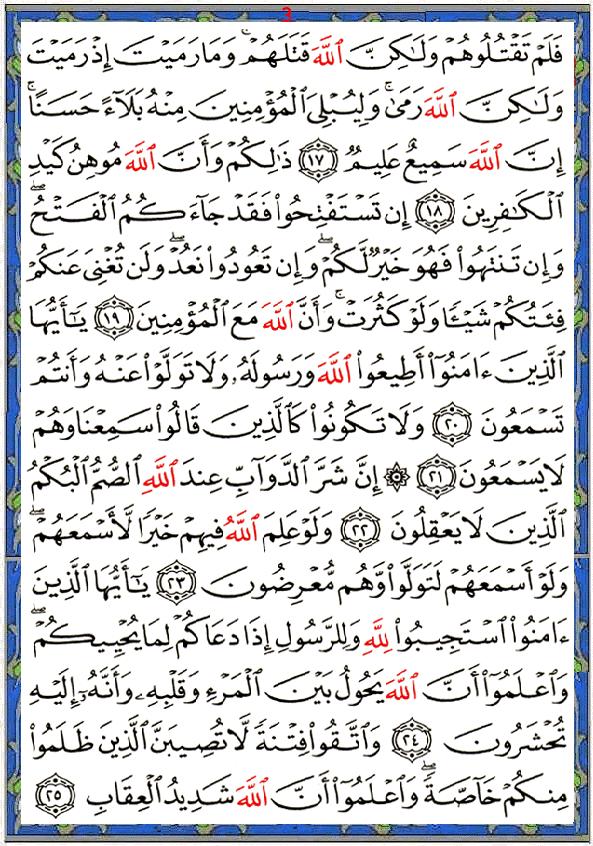 3
فَلَمْ تَقْتُلُوهُمْ وَلَٰكِنَّ ٱللَّهَ قَتَلَهُمْ ۚ وَمَا رَمَيْتَ إِذْ رَمَيْتَ
وَلَٰكِنَّ ٱللَّهَ رَمَىٰ ۚ وَلِيُبْلِىَ ٱلْمُؤْمِنِينَ مِنْهُ بَلَآءً حَسَنًا ۚ
إِنَّ ٱللَّهَ سَمِيعٌ عَلِيمٌ ١٧ ذَٰلِكُمْ وَأَنَّ ٱللَّهَ مُوهِنُ كَيْدِ
ٱلْكَٰفِرِينَ ١٨ إِن تَسْتَفْتِحُوا۟ فَقَدْ جَآءَكُمُ ٱلْفَتْحُ ۖ
وَإِن تَنتَهُوا۟ فَهُوَ خَيْرٌ لَّكُمْ ۖ وَإِن تَعُودُوا۟ نَعُدْ وَلَن تُغْنِىَ عَنكُمْ
فِئَتُكُمْ شَيْـًٔا وَلَوْ كَثُرَتْ وَأَنَّ ٱللَّهَ مَعَ ٱلْمُؤْمِنِينَ ١٩ يَٰٓأَيُّهَا
ٱلَّذِينَ ءَامَنُوٓا۟ أَطِيعُوا۟ ٱللَّهَ وَرَسُولَهُۥ وَلَا تَوَلَّوْا۟ عَنْهُ وَأَنتُمْ
تَسْمَعُونَ ٢٠ وَلَا تَكُونُوا۟ كَٱلَّذِينَ قَالُوا۟ سَمِعْنَا وَهُمْ
لَا يَسْمَعُونَ ٢١ ۞ إِنَّ شَرَّ ٱلدَّوَآبِّ عِندَ ٱللَّهِ ٱلصُّمُّ ٱلْبُكْمُ
ٱلَّذِينَ لَا يَعْقِلُونَ ٢٢ وَلَوْ عَلِمَ ٱللَّهُ فِيهِمْ خَيْرًا لَّأَسْمَعَهُمْ ۖ
وَلَوْ أَسْمَعَهُمْ لَتَوَلَّوا۟ وَّهُم مُّعْرِضُونَ ٢٣ يَٰٓأَيُّهَا ٱلَّذِينَ
ءَامَنُوا۟ ٱسْتَجِيبُوا۟ لِلَّهِ وَلِلرَّسُولِ إِذَا دَعَاكُمْ لِمَا يُحْيِيكُمْ ۖ
وَٱعْلَمُوٓا۟ أَنَّ ٱللَّهَ يَحُولُ بَيْنَ ٱلْمَرْءِ وَقَلْبِهِۦ وَأَنَّهُۥٓ إِلَيْهِ
تُحْشَرُونَ ٢٤ وَٱتَّقُوا۟ فِتْنَةً لَّا تُصِيبَنَّ ٱلَّذِينَ ظَلَمُوا۟
مِنكُمْ خَآصَّةً ۖ وَٱعْلَمُوٓا۟ أَنَّ ٱللَّهَ شَدِيدُ ٱلْعِقَابِ ٢٥